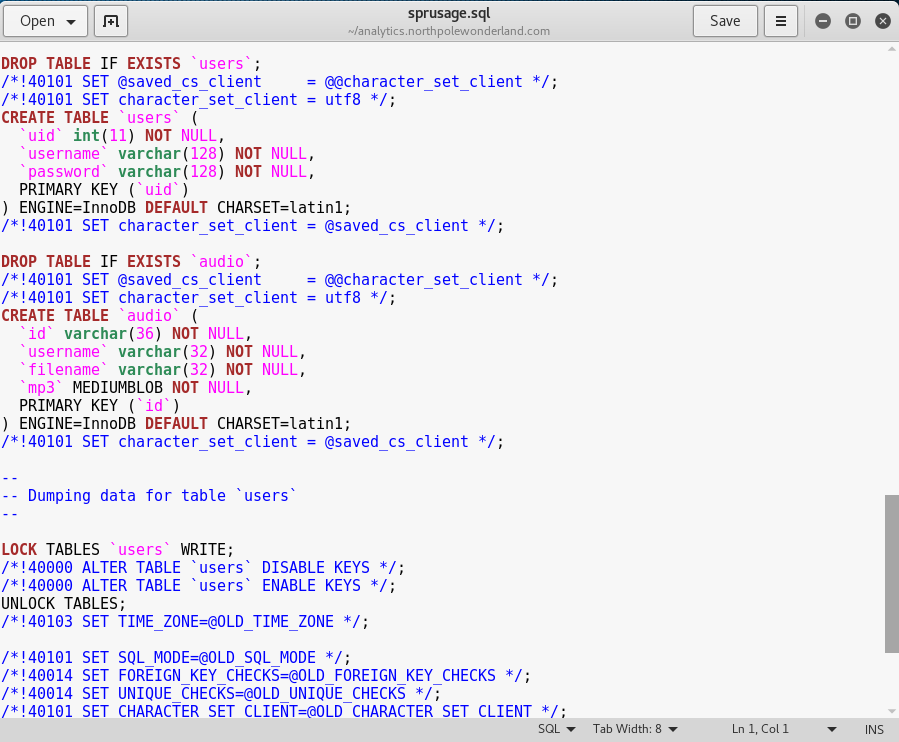 Open
sprusage.sql
~/analytics.northpolewonderland.com
Save
DROP TABLE IF EXISTS `users`;
/*!40101 SET @saved_cs_client     = @@character_set_client */;
/*!40101 SET character_set_client = utf8 */;
CREATE TABLE `users` (
  `uid` int(11) NOT NULL,
  `username` varchar(128) NOT NULL,
  `password` varchar(128) NOT NULL,
  PRIMARY KEY (`uid`)
) ENGINE=InnoDB DEFAULT CHARSET=latin1;
/*!40101 SET character_set_client = @saved_cs_client */;

DROP TABLE IF EXISTS `audio`;
/*!40101 SET @saved_cs_client     = @@character_set_client */;
/*!40101 SET character_set_client = utf8 */;
CREATE TABLE `audio` (
  `id` varchar(36) NOT NULL,
  `username` varchar(32) NOT NULL,
  `filename` varchar(32) NOT NULL,
  `mp3` MEDIUMBLOB NOT NULL,
  PRIMARY KEY (`id`)
) ENGINE=InnoDB DEFAULT CHARSET=latin1;
/*!40101 SET character_set_client = @saved_cs_client */;

--
-- Dumping data for table `users`
--

LOCK TABLES `users` WRITE;
/*!40000 ALTER TABLE `users` DISABLE KEYS */;
/*!40000 ALTER TABLE `users` ENABLE KEYS */;
UNLOCK TABLES;
/*!40103 SET TIME_ZONE=@OLD_TIME_ZONE */;

/*!40101 SET SQL_MODE=@OLD_SQL_MODE */;
/*!40014 SET FOREIGN_KEY_CHECKS=@OLD_FOREIGN_KEY_CHECKS */;
/*!40014 SET UNIQUE_CHECKS=@OLD_UNIQUE_CHECKS */;
/*!40101 SET CHARACTER_SET_CLIENT=@OLD_CHARACTER_SET_CLIENT */;
SQL
Tab Width: 8
Ln 1, Col 1
INS